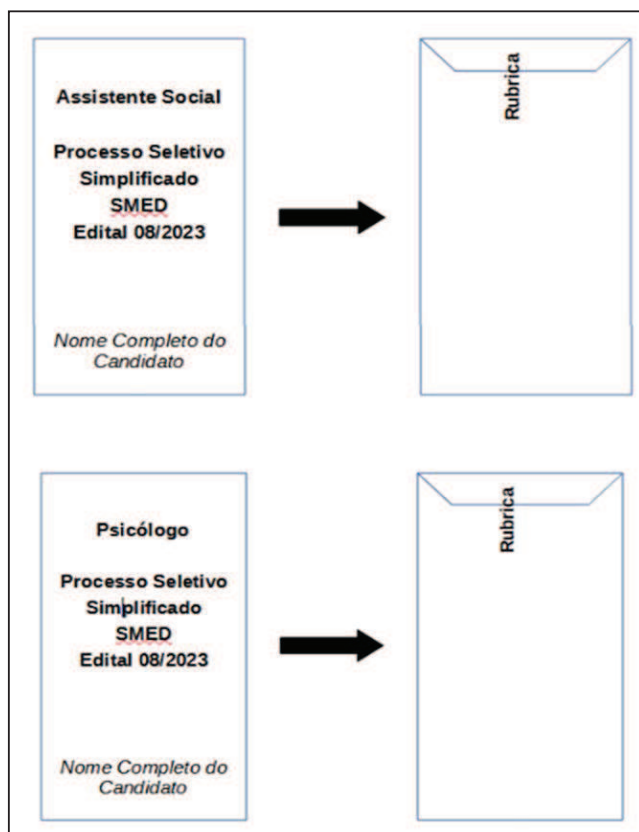 Assistente Social
Rubrica
Processo Seletivo
Simplificado
SMED
Edital 08/2023
Nome Completo do
Candidato
Psicólogo
Rubrica
Processo Seletivo
Simplificado
SMED
Edital 08/2023
Nome Completo do
Candidato